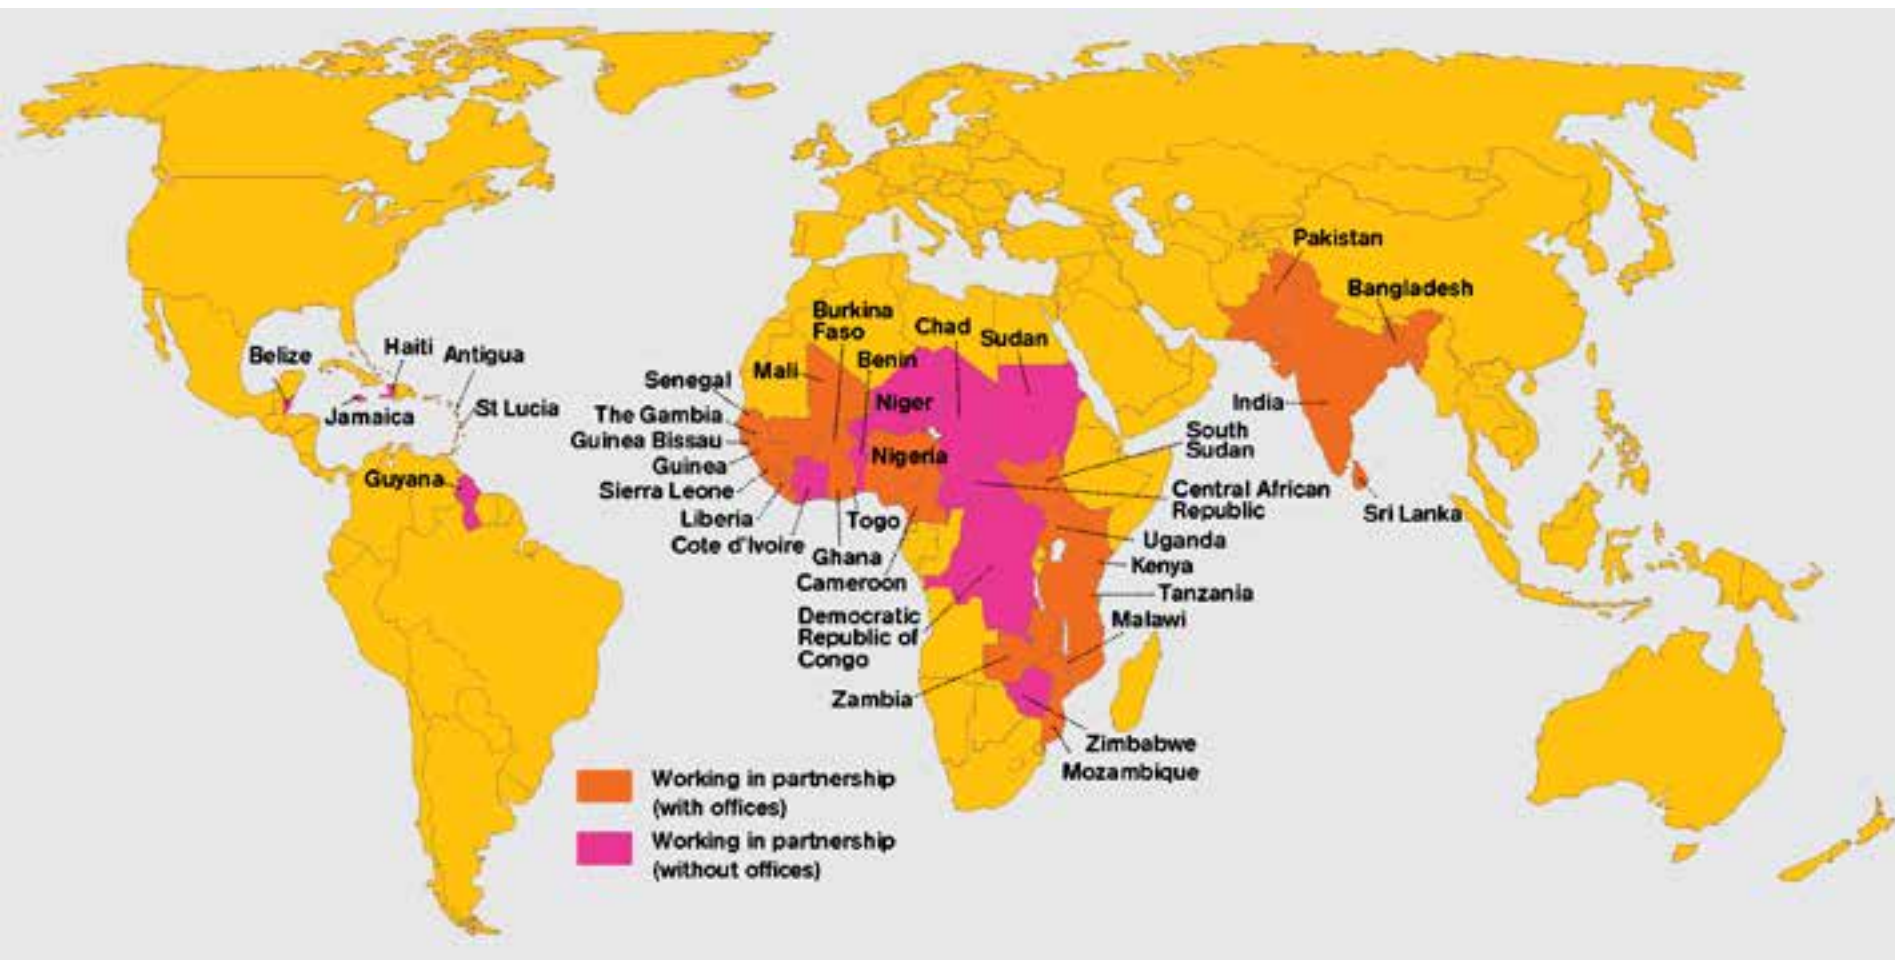 Pakistan
Bangladesh
Burkina
Faso
Chad
Sudan
Haiti
Antigua
Belize
Benin
Mali
Senegal
Niger
India
Jamaica
St Lucia
The Gambia
Guinea Bissau
South
Sudan
Nigeria
Guinea
Guyana
Sierra Leone
Central African
Republic
Liberia
Togo
Sri Lanka
Cote d'Ivoire
Uganda
Ghana
Kenya
Cameroon
Tanzania
Democratic
Republic of
Congo
Malawi
Zambia
Zimbabwe
Mozambique
Working in partnership
(with offices)
Working in partnership
(without offices)